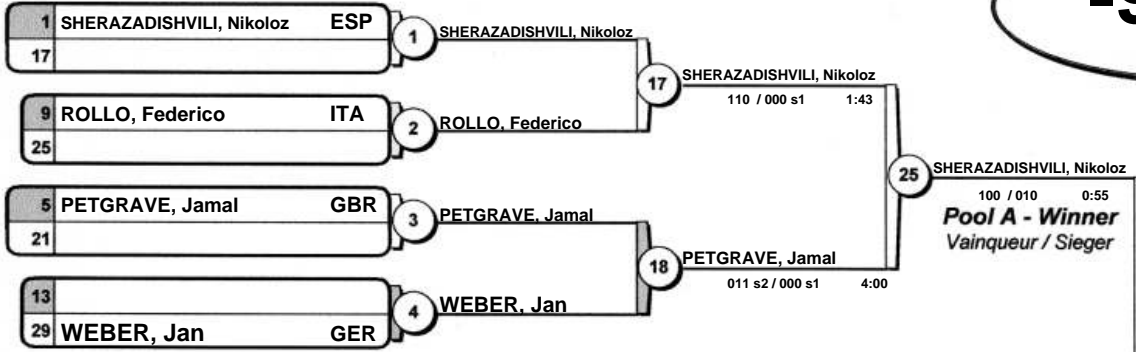 1 SHERAZADISHVILI, Nikoloz ESP
17
1 SHERAZADISHVILI, Nikoloz
9 ROLLO, Federico ITA
25
2 ROLLO, Federico
17 SHERAZADISHVILI, Nikoloz
110 / 000 s1 1:43
5 PETGRAVE, Jamal GBR
21
3 PETGRAVE, Jamal
13
29 WEBER, Jan GER
4 WEBER, Jan
18 PETGRAVE, Jamal
011 s2 / 000 s1 4:00
25 SHERAZADISHVILI, Nikoloz
100 / 010 0:55
Pool A - Winner
Vainqueur / Sieger